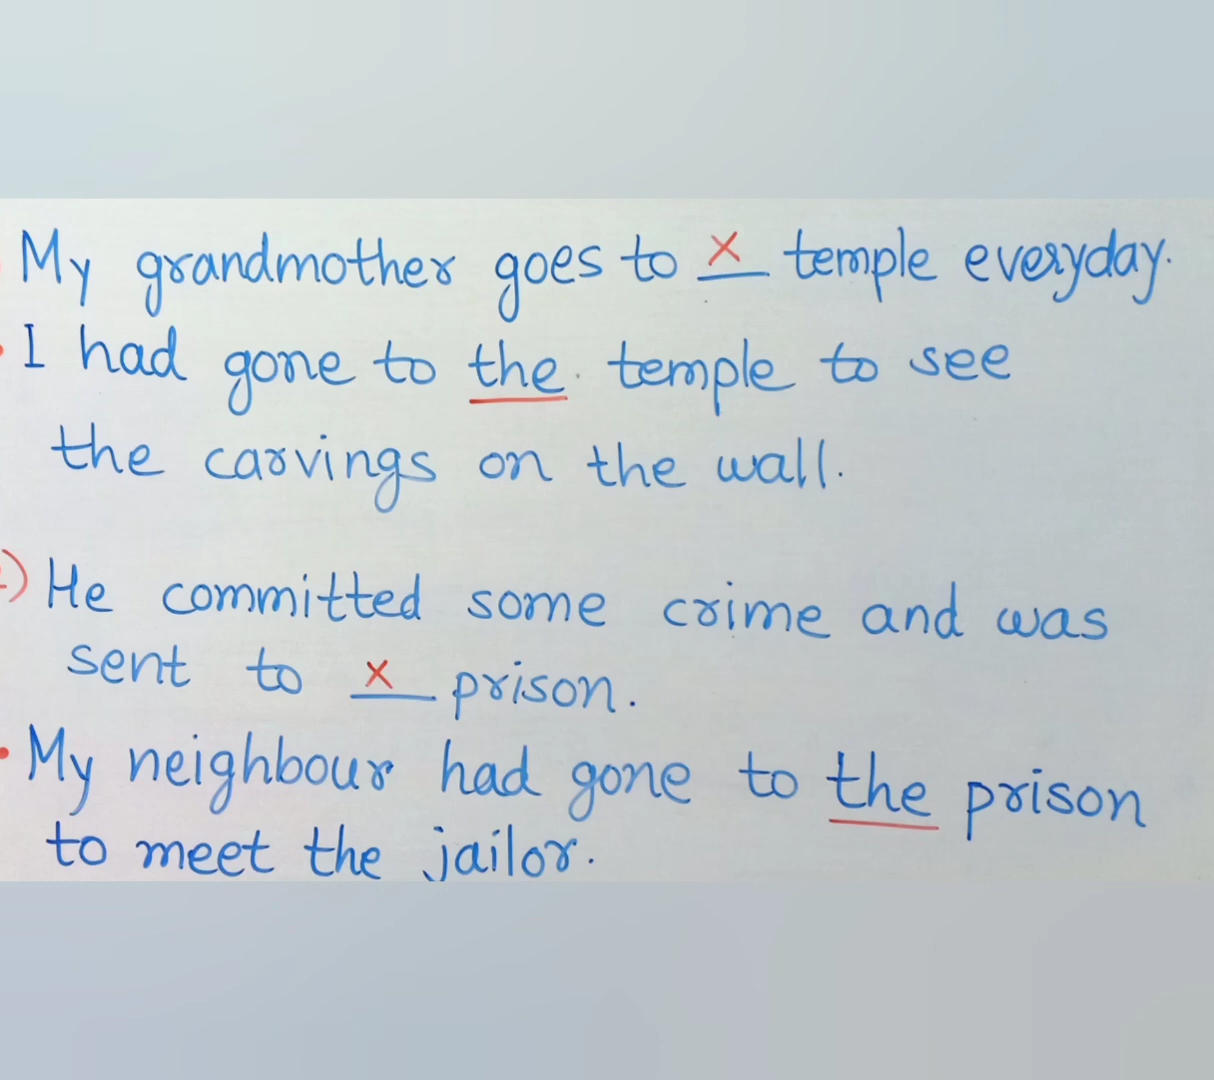 My grandmother goes to x temple everyday.
• I had gone to the temple to see
the carvings on the wall.
) He committed some crime and was
sent to x prison.
• My neighbour had gone to the prison
to meet the jailor.